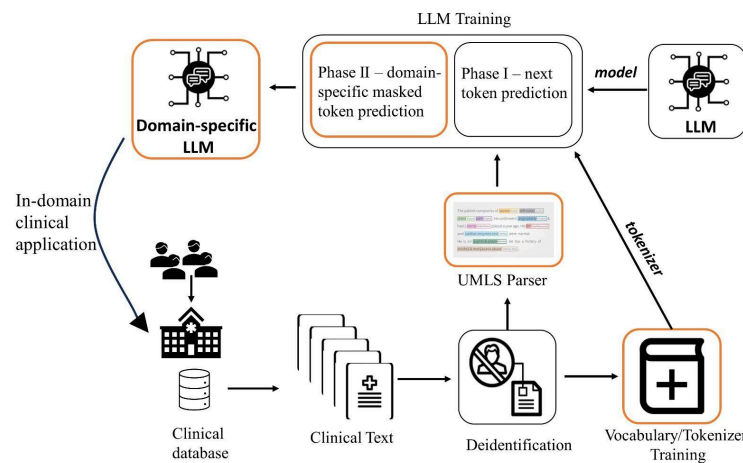 LLM Training
Phase II – domain-
specific masked
token prediction
Phase I – next
token prediction
model
LLM
Domain-specific
LLM
In-domain
clinical
application
UMLS Parser
tokenizer
Clinical
database
Clinical Text
Deidentification
Vocabulary/Tokenizer
Training